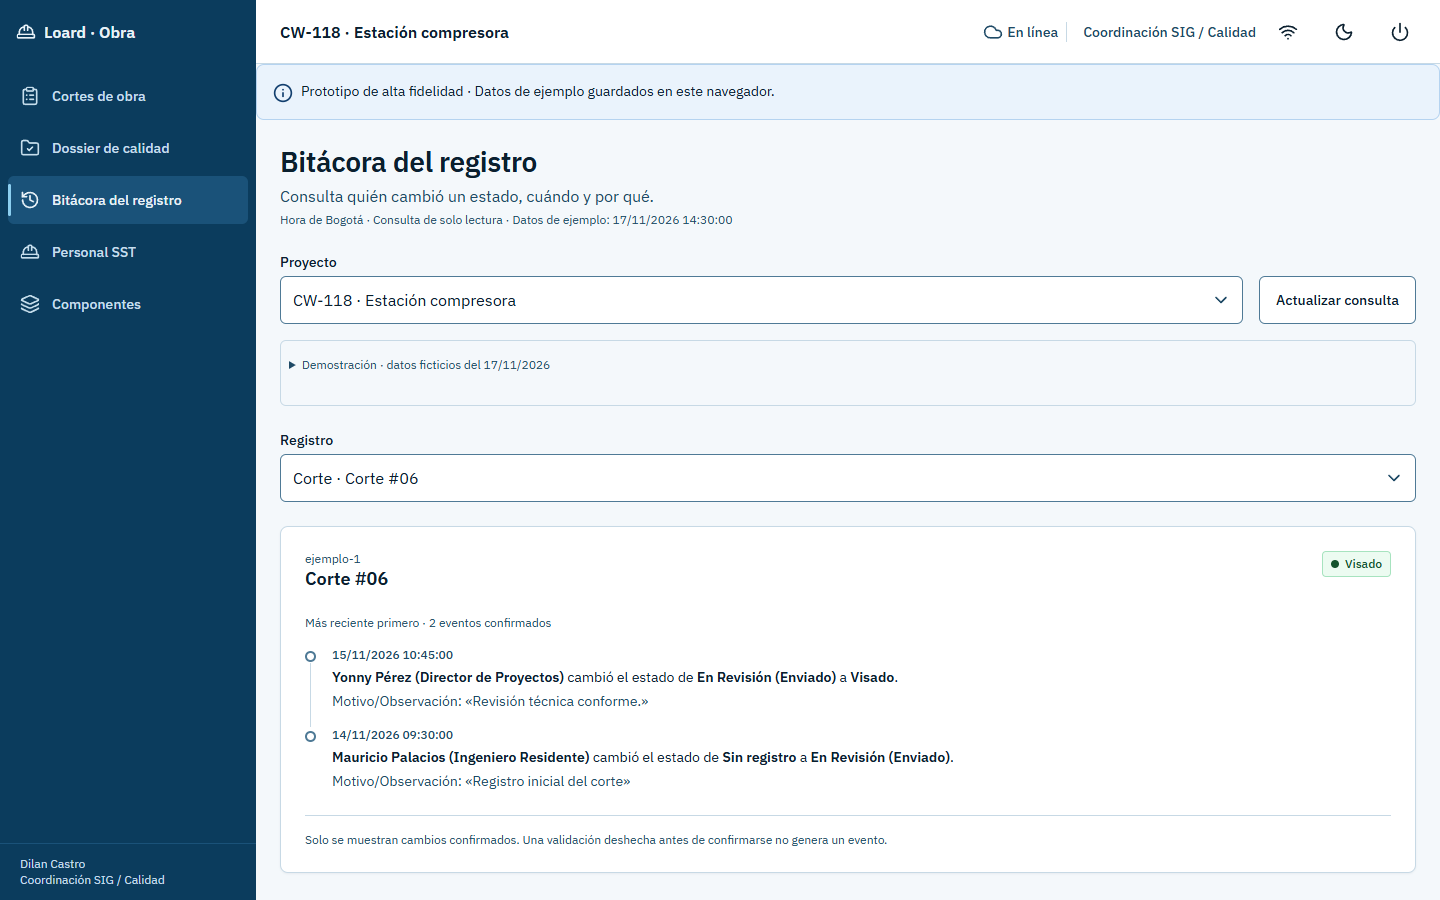 Loard · Obra
CW-118 · Estación compresora
En línea
Coordinación SIG / Calidad
Cortes de obra
Dossier de calidad
Bitácora del registro
Personal SST
Componentes
Dilan Castro
Coordinación SIG / Calidad
Prototipo de alta fidelidad · Datos de ejemplo guardados en este navegador.
Bitácora del registro
Consulta quién cambió un estado, cuándo y por qué.
Hora de Bogotá · Consulta de solo lectura · Datos de ejemplo: 17/11/2026 14:30:00
Proyecto
CW-118 · Estación compresora
Actualizar consulta
Demostración · datos ficticios del 17/11/2026
Registro
Corte · Corte #06
ejemplo-1
Corte #06
Visado
Más reciente primero · 2 eventos confirmados
15/11/2026 10:45:00
Yonny Pérez (Director de Proyectos) cambió el estado de En Revisión (Enviado) a Visado.
Motivo/Observación: «Revisión técnica conforme.»
14/11/2026 09:30:00
Mauricio Palacios (Ingeniero Residente) cambió el estado de Sin registro a En Revisión (Enviado).
Motivo/Observación: «Registro inicial del corte»
Solo se muestran cambios confirmados. Una validación deshecha antes de confirmarse no genera un evento.